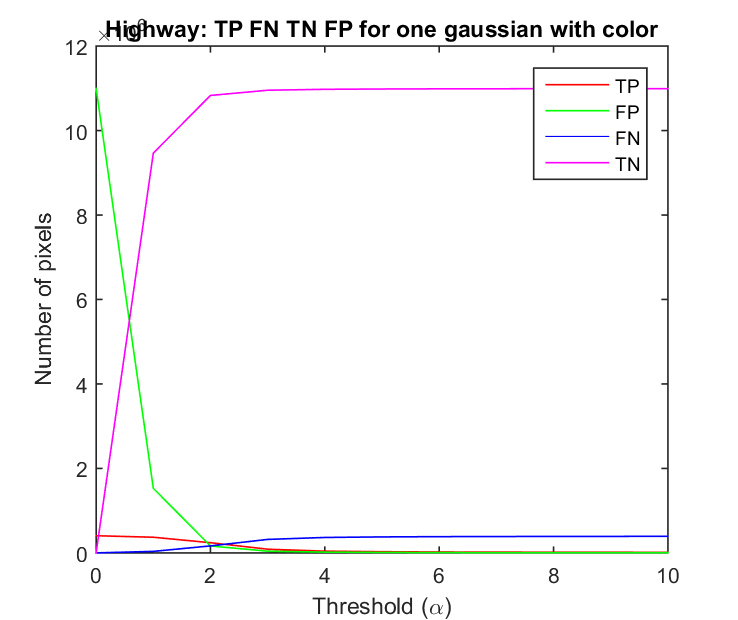 Highway: TP FN TN FP for one gaussian with color
12
10
8
6
4
2
0
0 2 4 6 8 10
Number of pixels
Threshold (α)
TP
FP
FN
TN